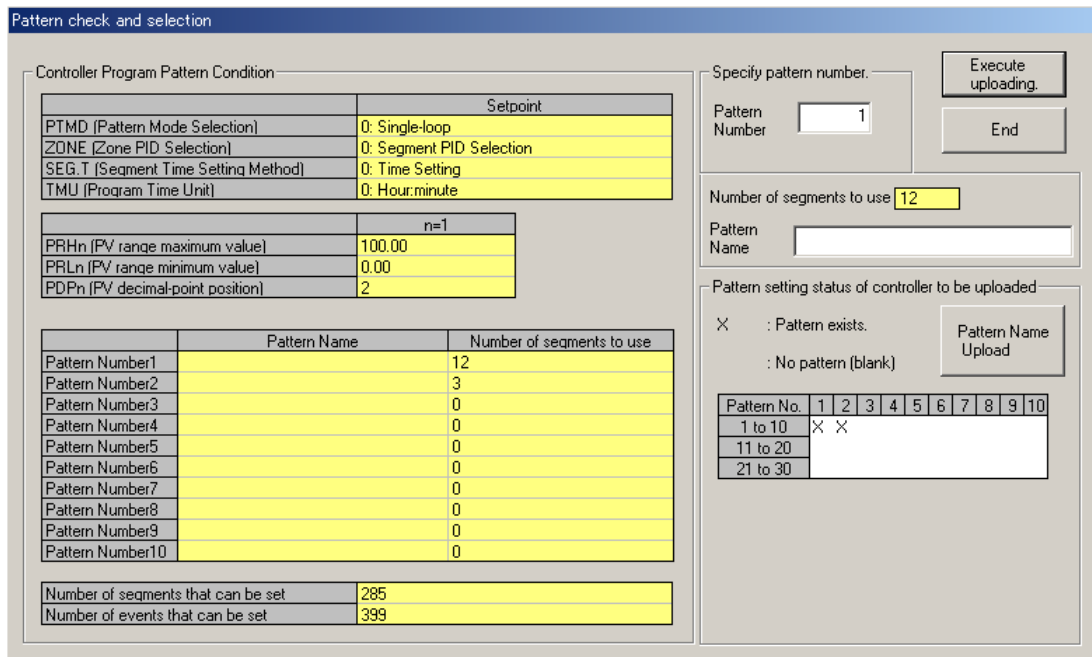 Pattern check and selection
Controller Program Pattern Condition
Setpoint
PTMD (Pattern Mode Selection) 0: Single-loop
ZONE (Zone PID Selection) 0: Segment PID Selection
SEG.T (Segment Time Setting Method) 0: Time Setting
TMU (Program Time Unit) 0: Hour:minute
n=1
PRHn (PV range maximum value) 100.00
PRLn (PV range minimum value) 0.00
PDPn (PV decimal-point position) 2
Pattern Name Number of segments to use
Pattern Number1 12
Pattern Number2 3
Pattern Number3 0
Pattern Number4 0
Pattern Number5 0
Pattern Number6 0
Pattern Number7 0
Pattern Number8 0
Pattern Number9 0
Pattern Number10 0
Number of segments that can be set 285
Number of events that can be set 399
Specify pattern number.
Pattern
Number 1
Execute
uploading.
End
Number of segments to use 12
Pattern
Name
Pattern setting status of controller to be uploaded
X : Pattern exists.
: No pattern (blank)
Pattern Name
Upload
Pattern No. 1 2 3 4 5 6 7 8 9 10
1 to 10 X X
11 to 20
21 to 30